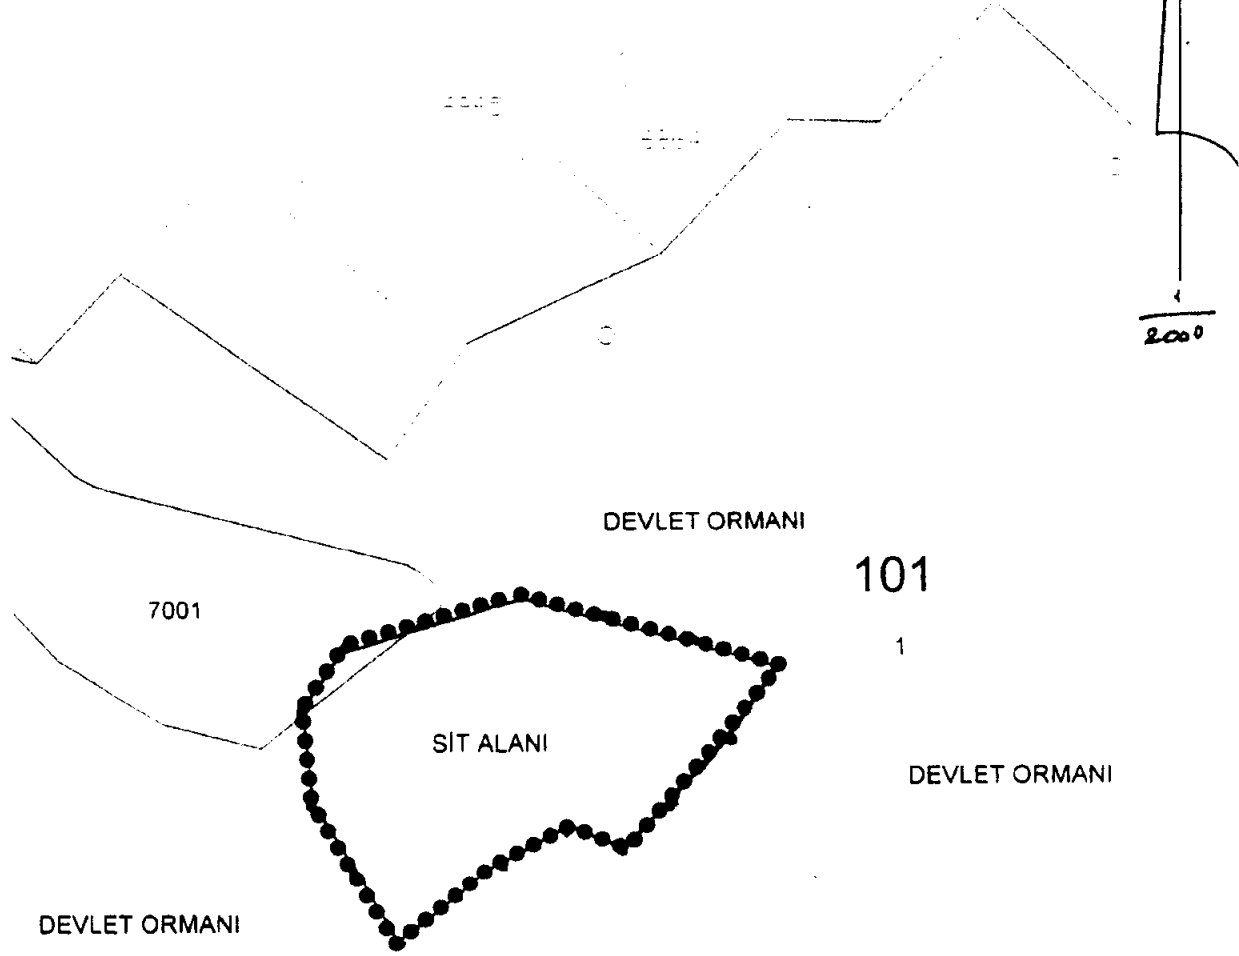 1
2000
DEVLET ORMANI
101
7001
1
SİT ALANI
DEVLET ORMANI
DEVLET ORMANI